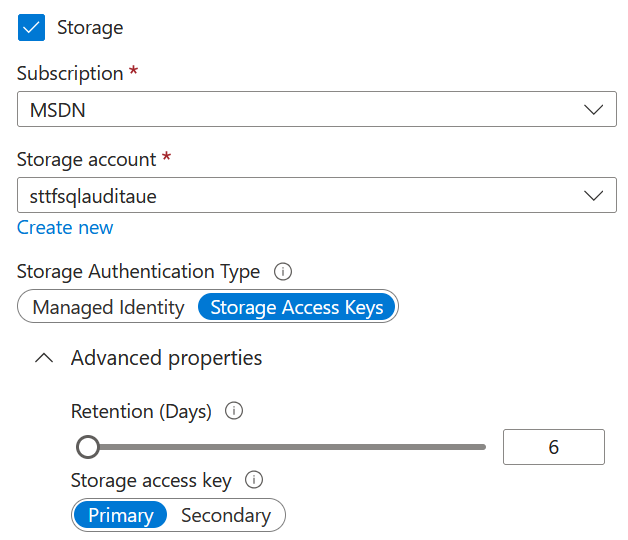 Storage
Subscription *
MSDN
Storage account *
sttfsqlauditaue
Create new
Storage Authentication Type
Managed Identity Storage Access Keys
Advanced properties
Retention (Days)
6
Storage access key
Primary Secondary